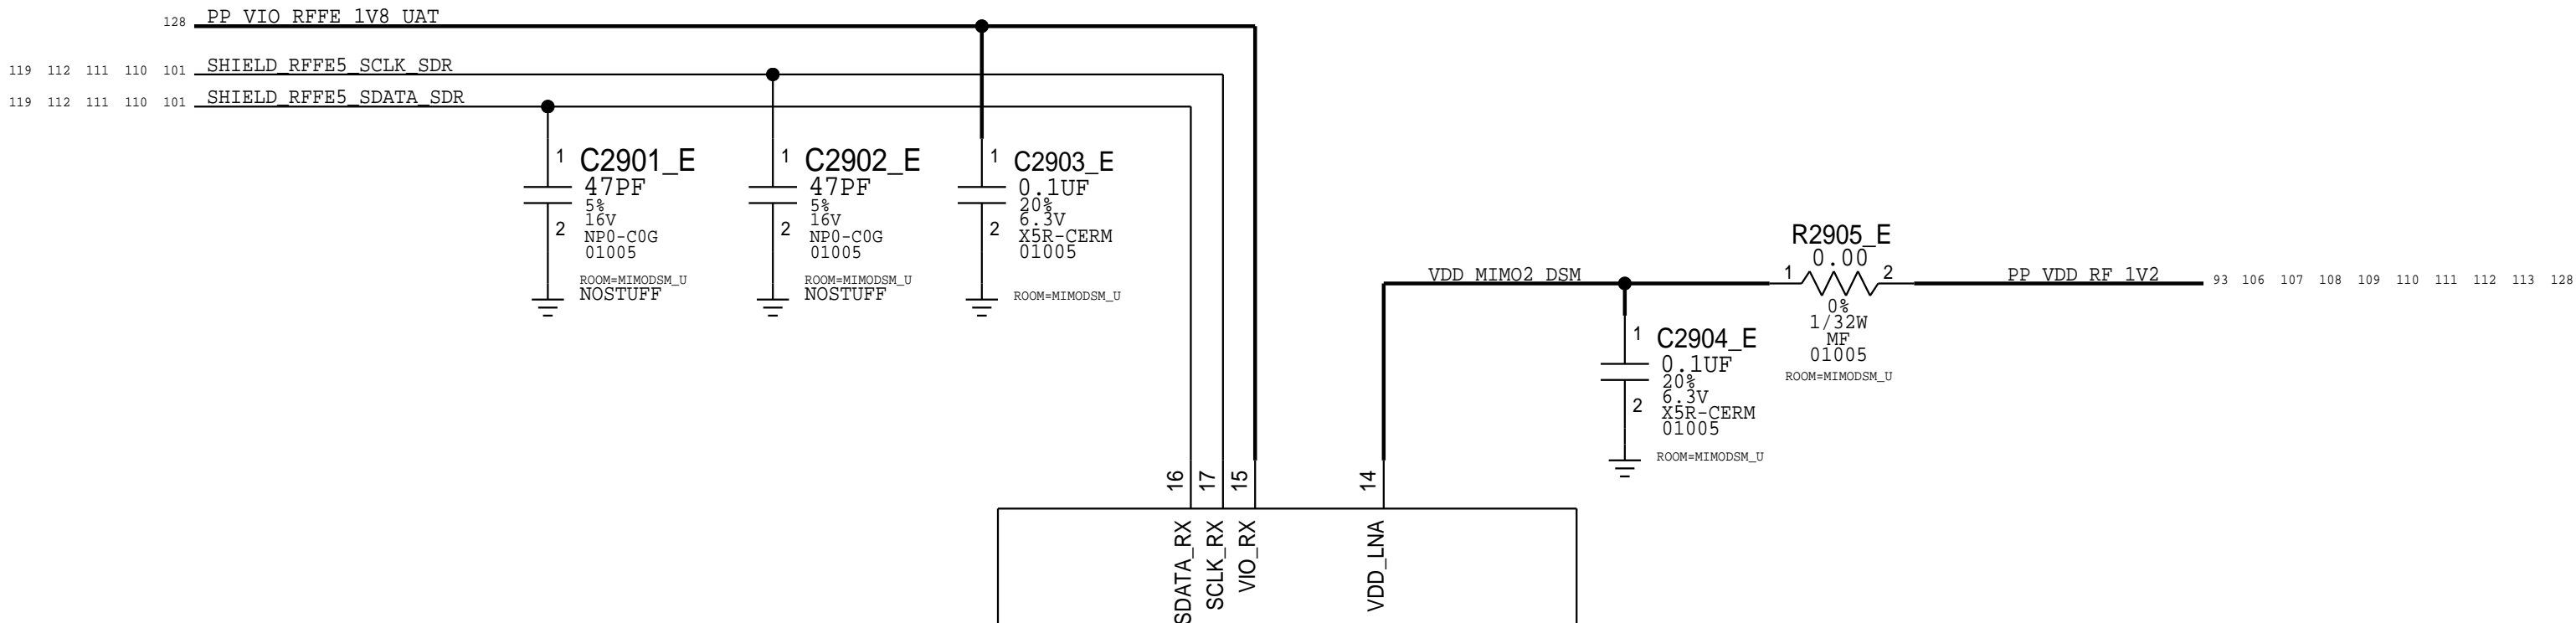 128 PP_VIO_RFFE_1V8_UAT
119 112 111 110 101 SHIELD_RFFE5_SCLK_SDR
119 112 111 110 101 SHIELD_RFFE5_SDATA_SDR
1 C2901_E
47PF
5%
16V
2 NP0-C0G
01005
ROOM=MIMODSM_U
NOSTUFF
1 C2902_E
47PF
5%
16V
2 NP0-C0G
01005
ROOM=MIMODSM_U
NOSTUFF
1 C2903_E
0.1UF
20%
6.3V
2 X5R-CERM
01005
ROOM=MIMODSM_U
R2905_E
0.00
VDD_MIMO2_DSM 1 2 PP_VDD_RF_1V2 93 106 107 108 109 110 111 112 113 128
0%
1/32W
MF
01005
ROOM=MIMODSM_U
1 C2904_E
0.1UF
20%
6.3V
2 X5R-CERM
01005
ROOM=MIMODSM_U
16 17 15 14
SDATA_RX
SCLK_RX
VIO_RX
VDD_LNA